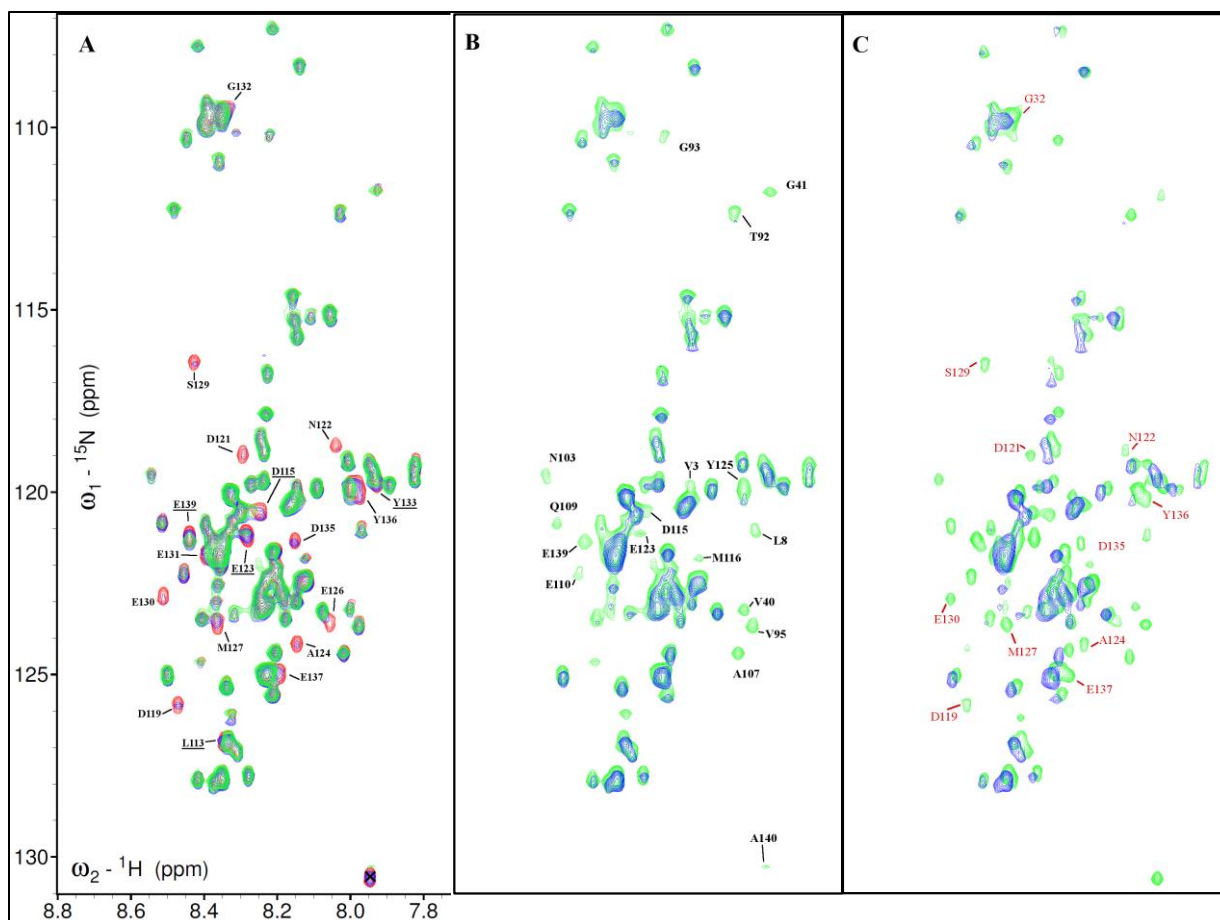 A
B
C
G132
G32
110
G93
G41
T92
115
ω1 - 15N (ppm)
S129
S129
D121
N122
D121
N122
N103
V3
Y125
120
D115
Y133
E139
Y136
Y136
Q109
D115
D135
D135
E131
E123
E139
E123
L8
E110
M116
E130
E126
E130
V40
M127
V95
M127
A124
A124
125
E137
A107
E137
D119
D119
L113
130
A140
ω2 - 1H (ppm)
8.8 8.6 8.4 8.2 8.0 7.8